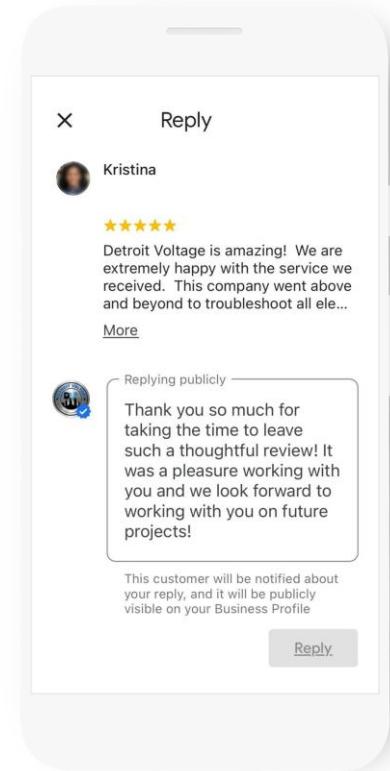 Reply
Kristina
Detroit Voltage is amazing!  We are
extremely happy with the service we
received.  This company went above
and beyond to troubleshoot all ele...
More
Replying publicly
Thank you so much for
taking the time to leave
such a thoughtful review! It
was a pleasure working with
you and we look forward to
working with you on future
projects!
This customer will be notified about
your reply, and it will be publicly
visible on your Business Profile
Reply